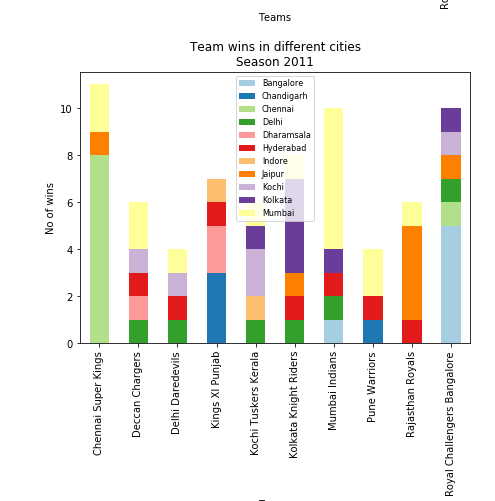 Teams
Team wins in different cities
Season 2011
Bangalore
Chandigarh
Chennai
Delhi
Dharamsala
Hyderabad
Indore
Jaipur
Kochi
Kolkata
Mumbai
No of wins
10
8
6
4
2
0
Chennai Super Kings
Deccan Chargers
Delhi Daredevils
Kings XI Punjab
Kochi Tuskers Kerala
Kolkata Knight Riders
Mumbai Indians
Pune Warriors
Rajasthan Royals
Royal Challengers Bangalore